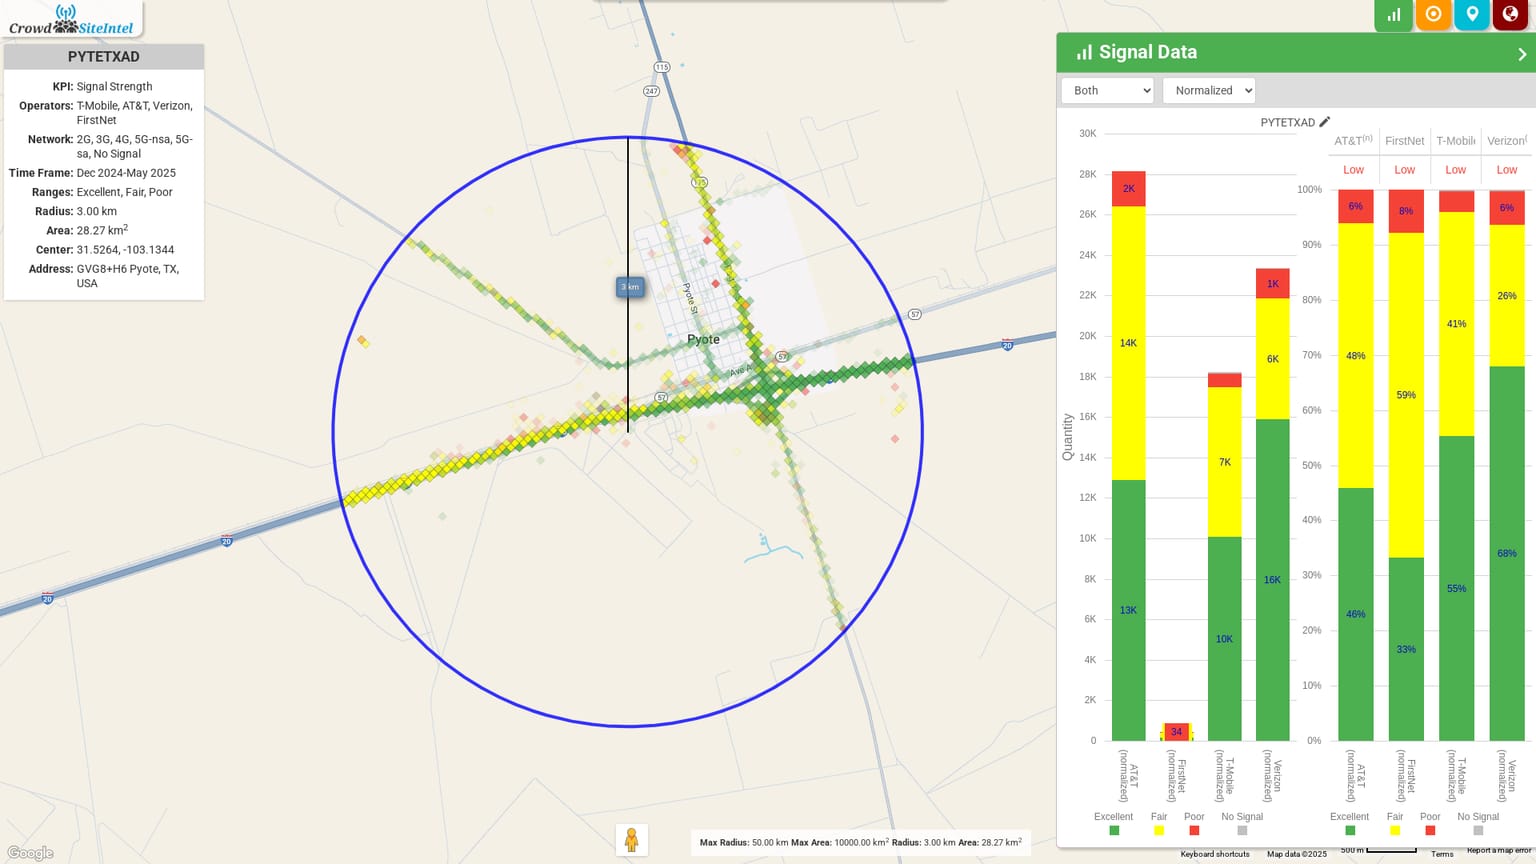 Crowd SiteIntel
PYTETXAD
KPI: Signal Strength
Operators: T-Mobile, AT&T, Verizon,
FirstNet
Network: 2G, 3G, 4G, 5G-nsa, 5G-
sa, No Signal
Time Frame: Dec 2024-May 2025
Ranges: Excellent, Fair, Poor
Radius: 3.00 km
Area: 28.27 km²
Center: 31.5264, -103.1344
Address: GVG8+H6 Pyote, TX,
USA
115
247
115
3 km
Pyote St
Pyote
57
57
Ave A
57
20
20
20
Google
Max Radius: 50.00 km Max Area: 10000.00 km² Radius: 3.00 km Area: 28.27 km²
Signal Data
Both
Normalized
PYTETXAD
30K
28K
26K
24K
22K
20K
18K
16K
14K
12K
10K
8K
6K
4K
2K
0
Quantity
2K
14K
13K
34
7K
10K
1K
6K
16K
AT&T
(normalized)
FirstNet
(normalized)
T-Mobile
(normalized)
Verizon
(normalized)
Excellent
Fair
Poor
No Signal
AT&T(n)
FirstNet
T-Mobile
Verizon(
Low
Low
Low
Low
100%
90%
80%
70%
60%
50%
40%
30%
20%
10%
0%
6%
48%
46%
8%
59%
33%
41%
55%
6%
26%
68%
AT&T
(normalized)
FirstNet
(normalized)
T-Mobile
(normalized)
Verizon
(normalized)
Excellent
Fair
Poor
No Signal
Keyboard shortcuts
Map data ©2025
500 m
Terms
Report a map error